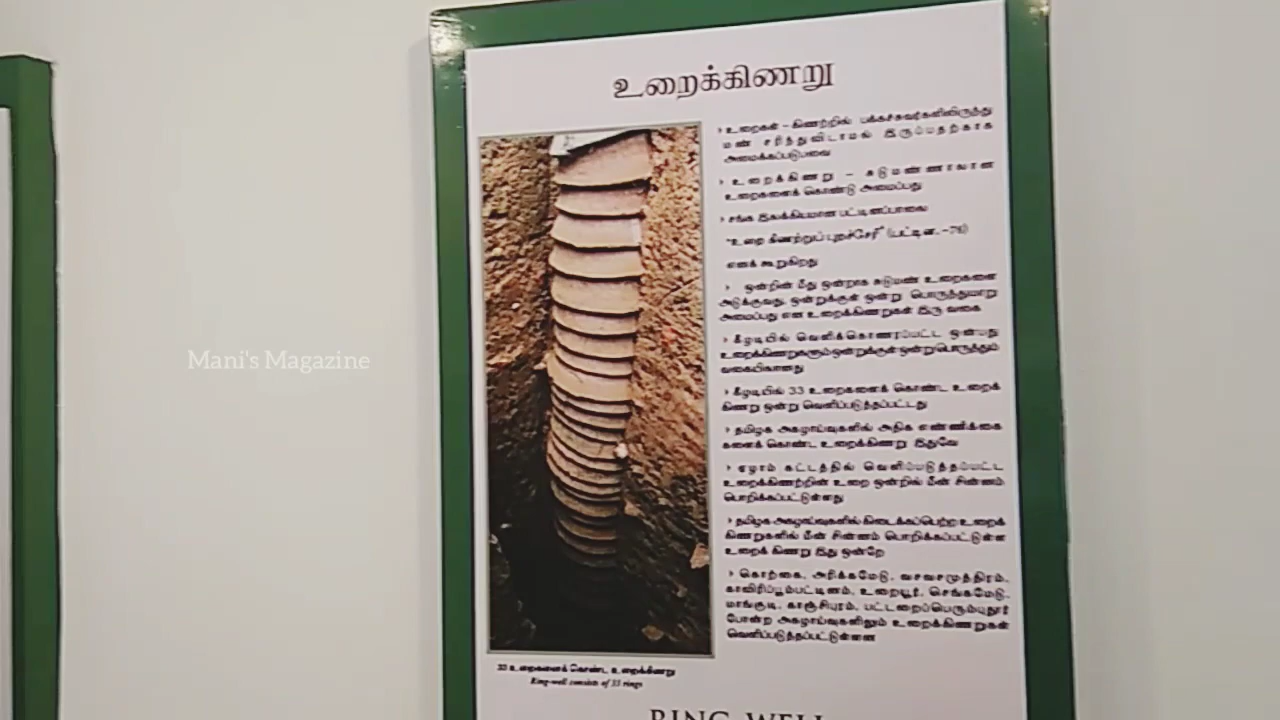 உறைக்கிணறு
› உறைகள் – கிணற்றில் பக்கச்சுவர்களிலிருந்து
மண் சரிந்துவிடாமல் இருப்பதற்காக
அமைக்கப்படுபவை
› உறைக்கிணறு – சுடுமண்ணாலான
உறைகளைக் கொண்டு அமைப்பது
› சங்க இலக்கியமான பட்டினப்பாலை
"உறை கிணற்றுப் புறச்சேரி" (பட்டின.–76)
எனக் கூறுகிறது
› ஒன்றின் மீது ஒன்றாக சுடுமண் உறைகளை
அடுக்குவது, ஒன்றுக்குள் ஒன்று பொருந்துமாறு
அமைப்பது என உறைக்கிணறுகள் இரு வகை
› கீழடியில் வெளிக்கொணரப்பட்ட ஒன்பது
உறைக்கிணறுகளும் ஒன்றுக்குள் ஒன்று பொருத்தும்
வகையிலானது
› கீழடியில் 33 உறைகளைக் கொண்ட உறைக்
கிணறு ஒன்று வெளிப்படுத்தப்பட்டது
› தமிழக அகழாய்வுகளில் அதிக எண்ணிக்கை
களைக் கொண்ட உறைக்கிணறு இதுவே
› ஏழாம் கட்டத்தில் வெளிப்படுத்தப்பட்ட
உறைக்கிணற்றின் உறை ஒன்றில் மீன் சின்னம்
பொறிக்கப்பட்டுள்ளது
› தமிழக அகழாய்வுகளில் கிடைக்கப்பெற்ற உறைக்
கிணறுகளில் மீன் சின்னம் பொறிக்கப்பட்டுள்ள
உறைக் கிணறு இது ஒன்றே
› கொற்கை, அரிக்கமேடு, வசவசமுத்திரம்,
காவிரிப்பூம்பட்டினம், உறையூர், செங்கமேடு,
மாங்குடி, காஞ்சிபுரம், பட்டறைப்பெரும்புதூர்
போன்ற அகழாய்வுகளிலும் உறைக்கிணறுகள்
வெளிப்படுத்தப்பட்டுள்ளன
33 உறைகளைக் கொண்ட உறைக்கிணறு
Ring-well consists of 33 rings
RING WELL
Mani's Magazine